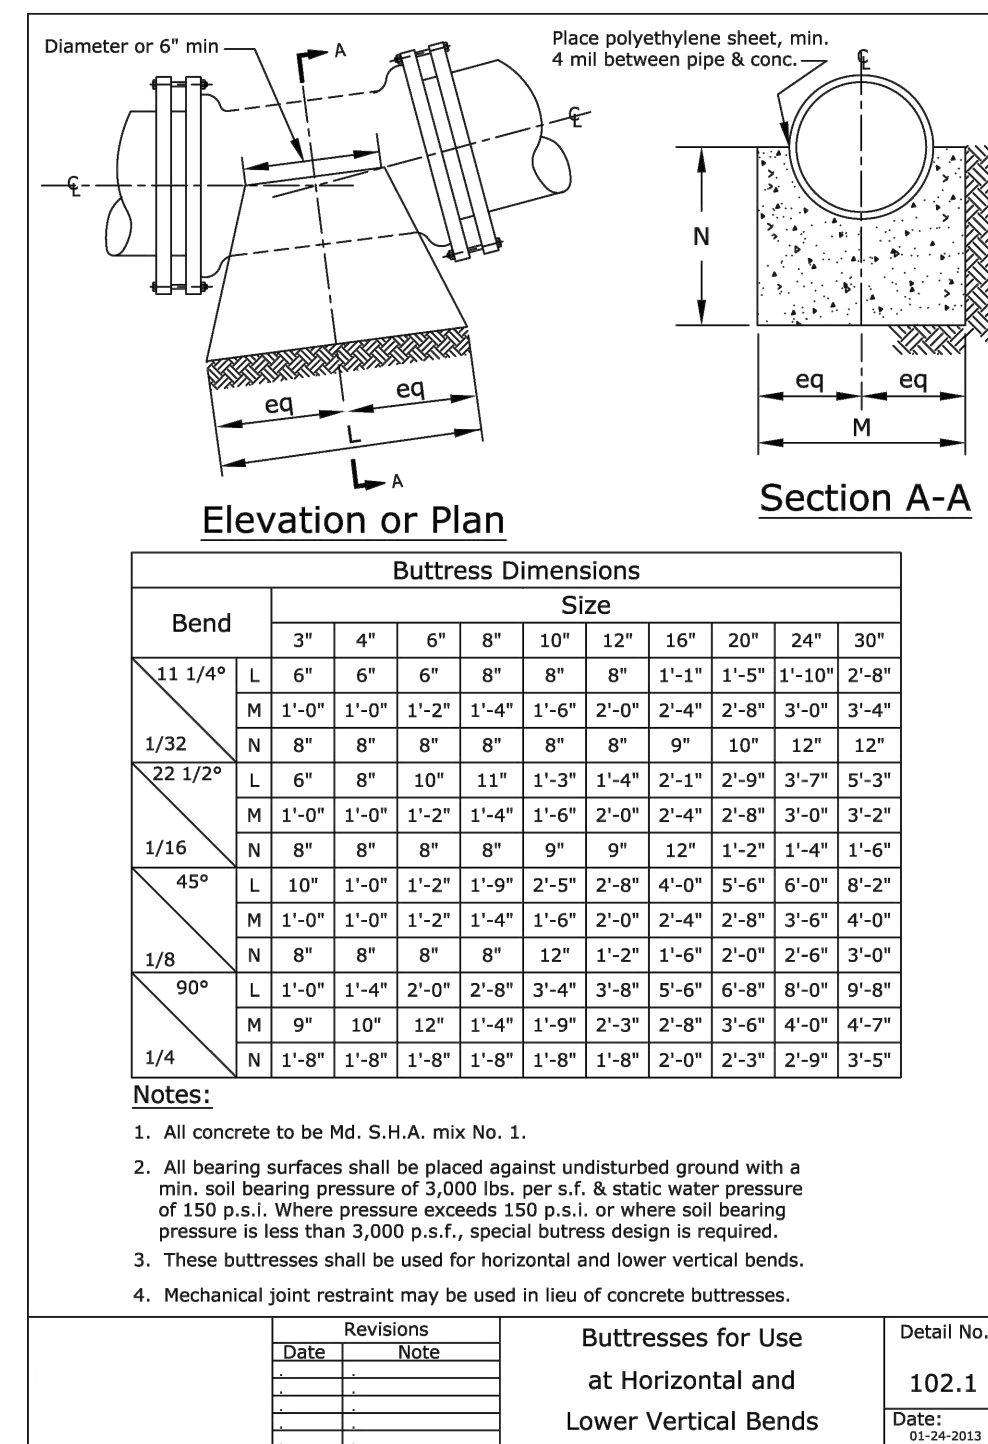 Diameter or 6" min
A
Place polyethylene sheet, min.
4 mil between pipe & conc.
℄
℄
℄
N
eq
eq
L
A
eq
eq
M
Elevation or Plan
Section A-A
Buttress Dimensions
Bend Size
3" 4" 6" 8" 10" 12" 16" 20" 24" 30"
11 1/4° L 6" 6" 6" 8" 8" 8" 1'-1" 1'-5" 1'-10" 2'-8"
M 1'-0" 1'-0" 1'-2" 1'-4" 1'-6" 2'-0" 2'-4" 2'-8" 3'-0" 3'-4"
1/32 N 8" 8" 8" 8" 8" 8" 9" 10" 12" 12"
22 1/2° L 6" 8" 10" 11" 1'-3" 1'-4" 2'-1" 2'-9" 3'-7" 5'-3"
M 1'-0" 1'-0" 1'-2" 1'-4" 1'-6" 2'-0" 2'-4" 2'-8" 3'-0" 3'-2"
1/16 N 8" 8" 8" 8" 9" 9" 12" 1'-2" 1'-4" 1'-6"
45° L 10" 1'-0" 1'-2" 1'-9" 2'-5" 2'-8" 4'-0" 5'-6" 6'-0" 8'-2"
M 1'-0" 1'-0" 1'-2" 1'-4" 1'-6" 2'-0" 2'-4" 2'-8" 3'-6" 4'-0"
1/8 N 8" 8" 8" 8" 12" 1'-2" 1'-6" 2'-0" 2'-6" 3'-0"
90° L 1'-0" 1'-4" 2'-0" 2'-8" 3'-4" 3'-8" 5'-6" 6'-8" 8'-0" 9'-8"
M 9" 10" 12" 1'-4" 1'-9" 2'-3" 2'-8" 3'-6" 4'-0" 4'-7"
1/4 N 1'-8" 1'-8" 1'-8" 1'-8" 1'-8" 1'-8" 2'-0" 2'-3" 2'-9" 3'-5"
Notes:
1. All concrete to be Md. S.H.A. mix No. 1.
2. All bearing surfaces shall be placed against undisturbed ground with a
min. soil bearing pressure of 3,000 lbs. per s.f. & static water pressure
of 150 p.s.i. Where pressure exceeds 150 p.s.i. or where soil bearing
pressure is less than 3,000 p.s.f., special butress design is required.
3. These buttresses shall be used for horizontal and lower vertical bends.
4. Mechanical joint restraint may be used in lieu of concrete buttresses.
Revisions
Date Note
Buttresses for Use
at Horizontal and
Lower Vertical Bends
Detail No.
102.1
Date:
01-24-2013